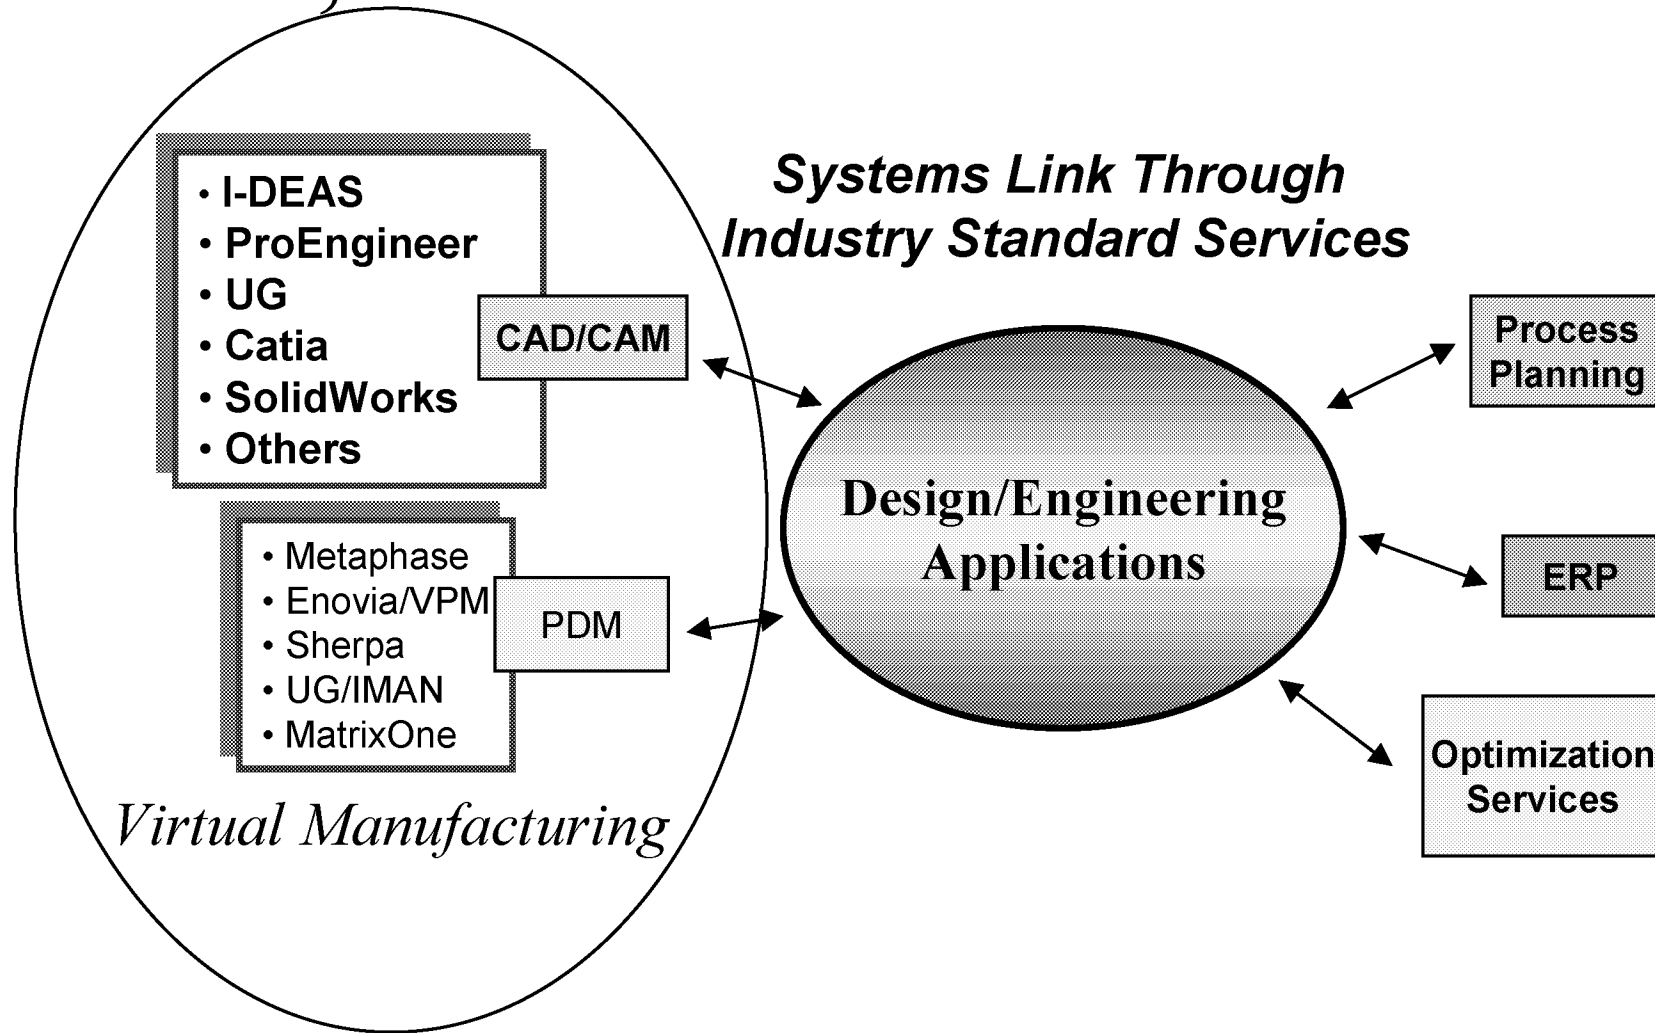 Systems Link Through
Industry Standard Services
• I-DEAS
• ProEngineer
• UG
• Catia
• SolidWorks
• Others
CAD/CAM
• Metaphase
• Enovia/VPM
• Sherpa
• UG/IMAN
• MatrixOne
PDM
Virtual Manufacturing
Design/Engineering
Applications
Process
Planning
ERP
Optimization
Services